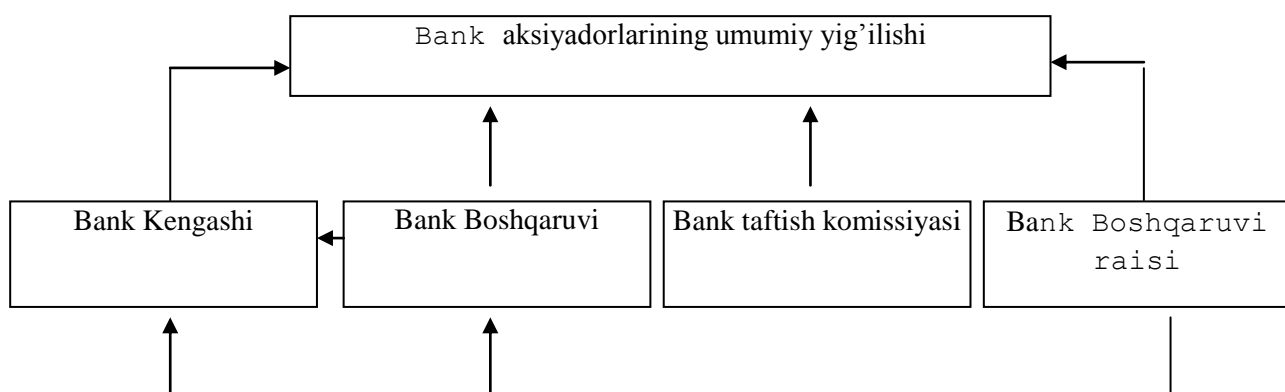 Bank aksiyadorlarining umumiy yig’ilishi
Bank Kengashi
Bank Boshqaruvi
Bank taftish komissiyasi
Bank Boshqaruvi
raisi